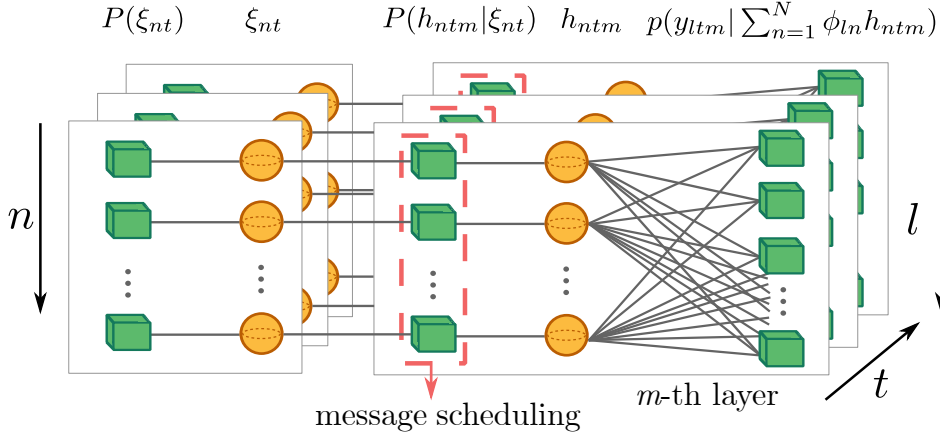 P(ξ_{nt}) ξ_{nt} P(h_{ntm}|ξ_{nt}) h_{ntm} p(y_{ltm}|∑_{n=1}^{N} ϕ_{ln}h_{ntm})
n
l
t
m-th layer
message scheduling